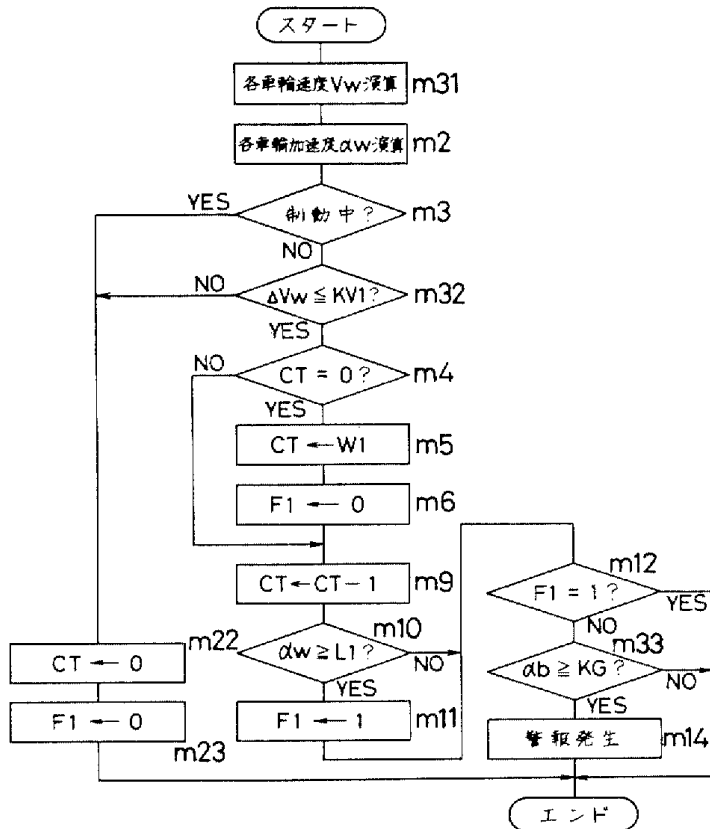 スタート
各車輪速度Vw演算 m31
各車輪加速度αw演算 m2
YES 制動中? m3
NO
NO ΔVw≦KV1? m32
YES
NO CT=0? m4
YES
CT←W1 m5
F1←0 m6
m12
CT←CT-1 m9
F1=1? YES
m22 m10 NO m33
CT←0 αw≧L1? NO αb≧KG? NO
YES YES
F1←0 F1←1 m11 警報発生 m14
m23
エンド